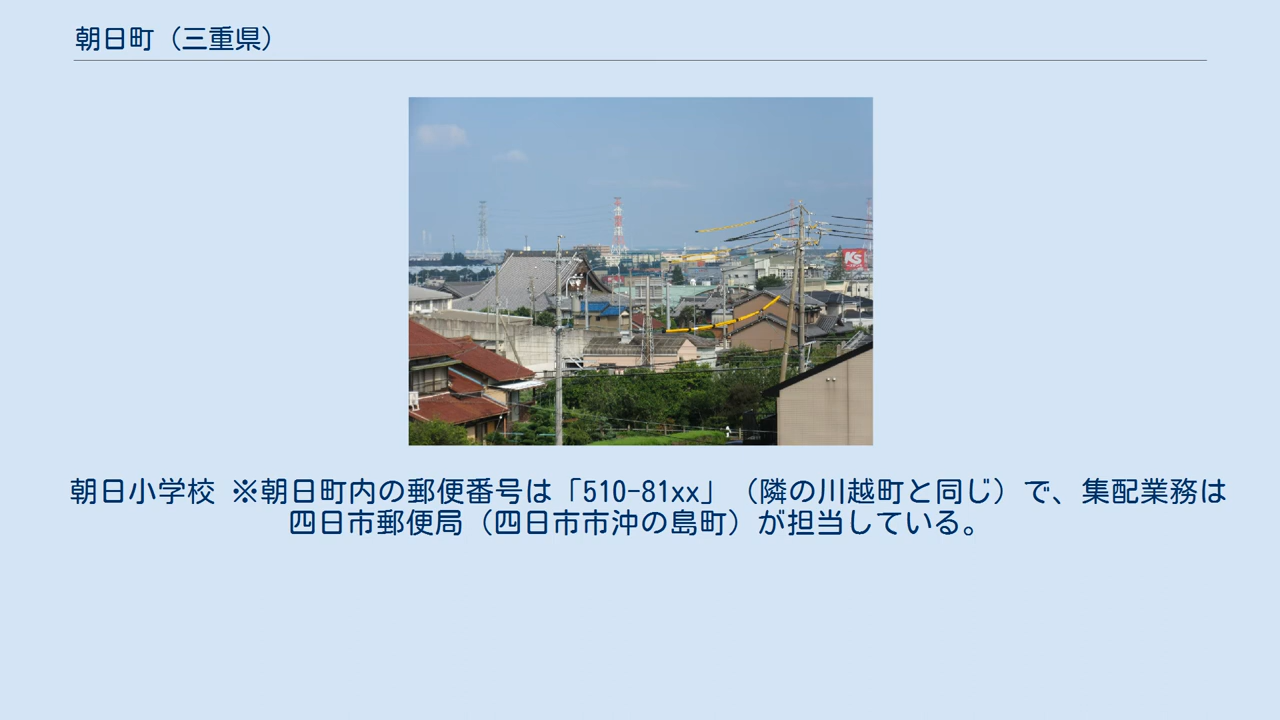 朝日町（三重県）
KS
朝日小学校 ※朝日町内の郵便番号は「510-81xx」（隣の川越町と同じ）で、集配業務は
四日市郵便局（四日市市沖の島町）が担当している。